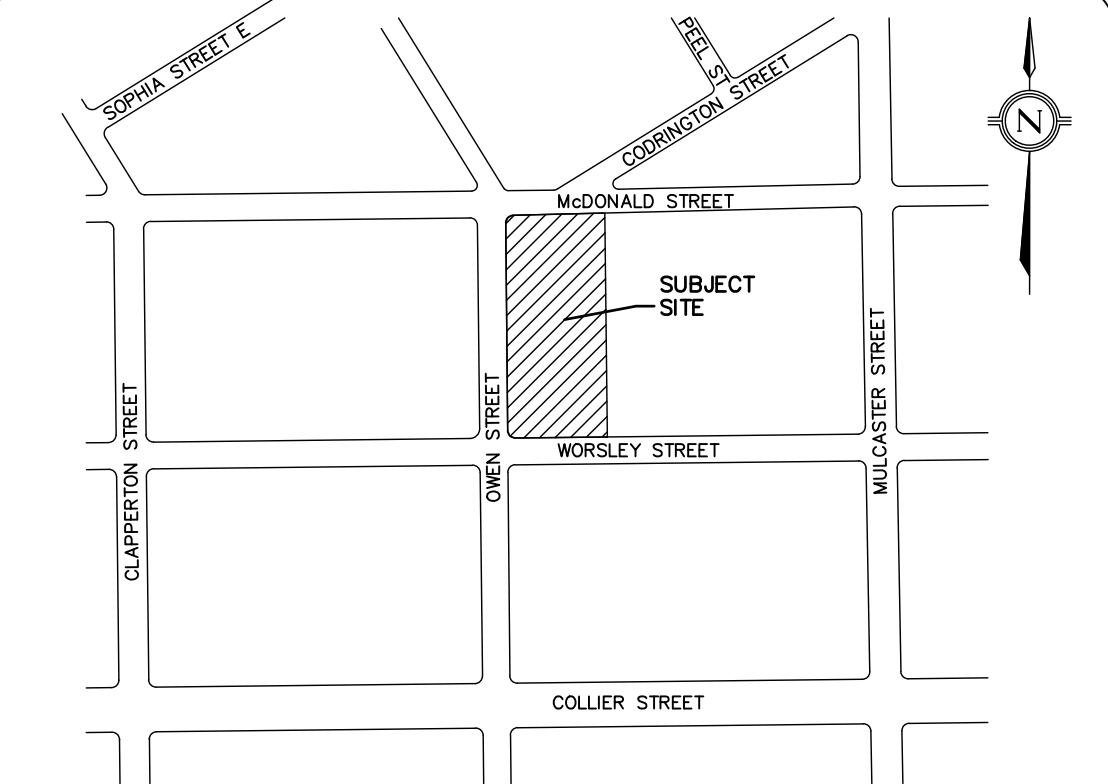 SOPHIA STREET E
PEEL ST
CODRINGTON STREET
N
McDONALD STREET
SUBJECT
SITE
CLAPPERTON STREET
OWEN STREET
MULCASTER STREET
WORSLEY STREET
COLLIER STREET